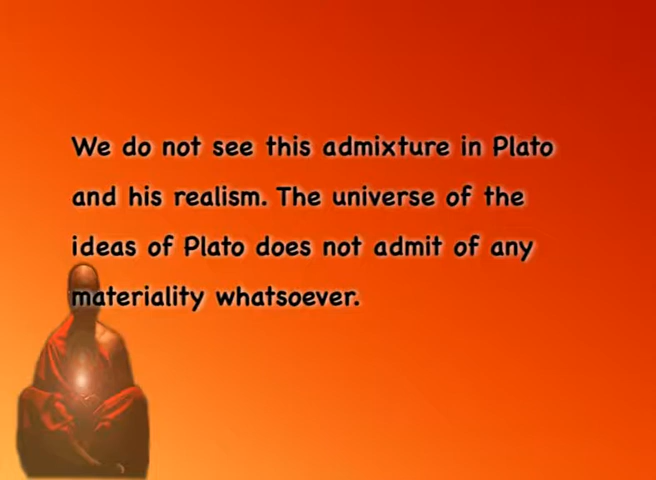 We do not see this admixture in Plato
and his realism. The universe of the
ideas of Plato does not admit of any
materiality whatsoever.